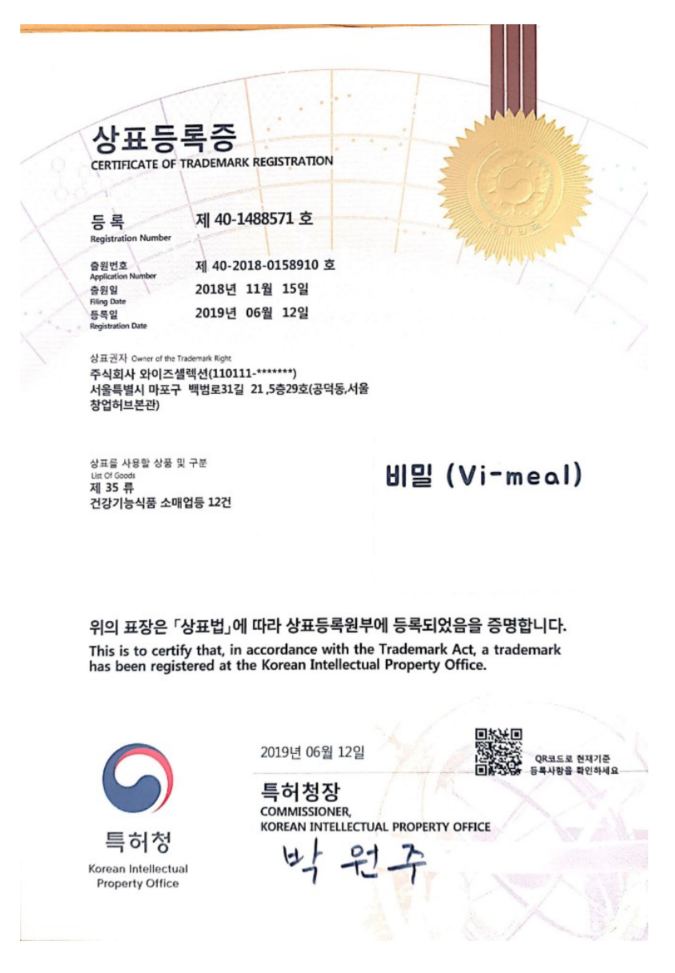 상표등록증
CERTIFICATE OF TRADEMARK REGISTRATION
등 록 제 40-1488571 호
Registration Number
출원번호 제 40-2018-0158910 호
Application Number
출원일 2018년 11월 15일
Filing Date
등록일 2019년 06월 12일
Registration Date
상표권자 Owner of the Trademark Right
주식회사 와이즈셀렉션(110111-*******)
서울특별시 마포구 백범로31길 21 ,5층29호(공덕동,서울
창업허브본관)
상표를 사용할 상품 및 구분
List Of Goods
제 35 류
건강기능식품 소매업등 12건
비밀 (Vi-meal)
위의 표장은 「상표법」에 따라 상표등록원부에 등록되었음을 증명합니다.
This is to certify that, in accordance with the Trademark Act, a trademark
has been registered at the Korean Intellectual Property Office.
2019년 06월 12일
QR코드로 현재기준
등록사항을 확인하세요
특허청장
COMMISSIONER,
KOREAN INTELLECTUAL PROPERTY OFFICE
박원주
특허청
Korean Intellectual
Property Office